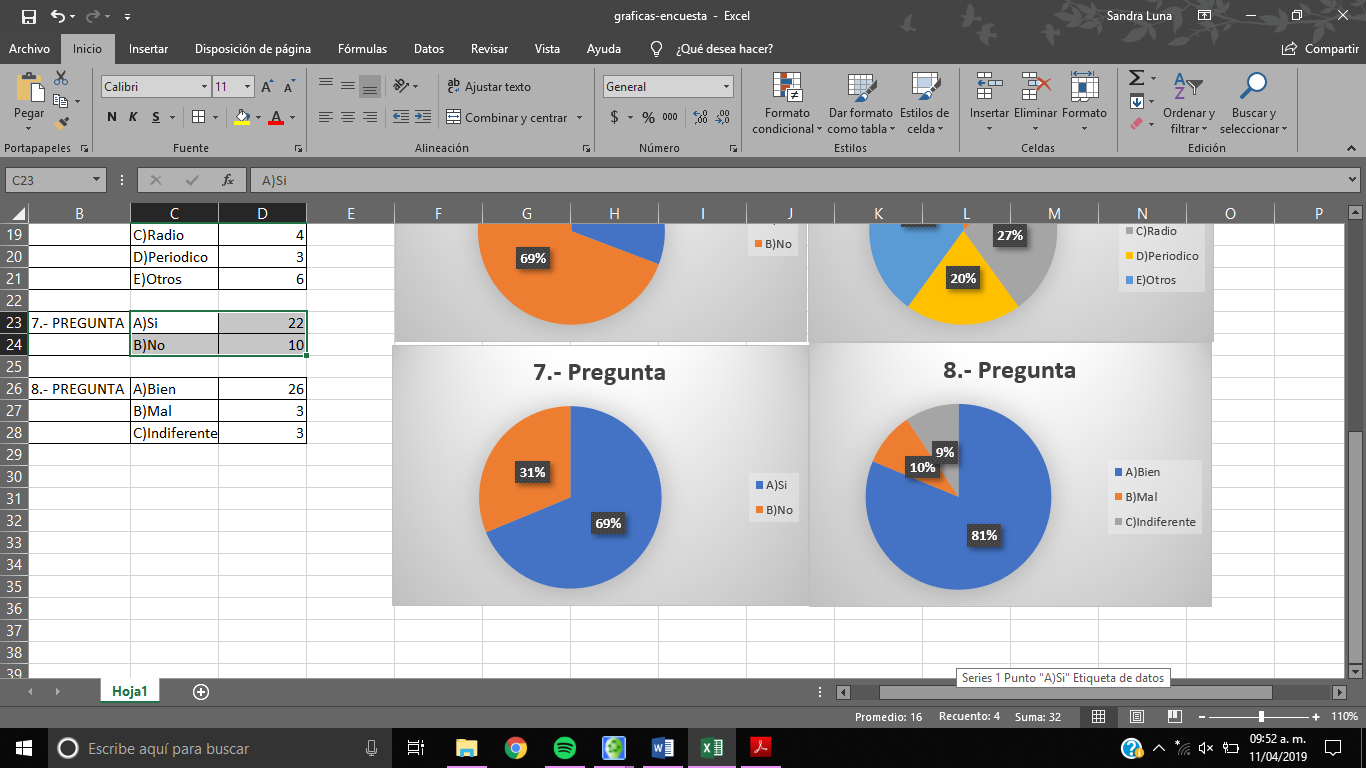 graficas-encuesta - Excel
Sandra Luna
Archivo Inicio Insertar Disposición de página Fórmulas Datos Revisar Vista Ayuda ¿Qué desea hacer? Compartir
Pegar
Portapapeles
Calibri 11
N K S
Fuente
Ajustar texto
Combinar y centrar
Alineación
General
$ % 000
Número
Formato condicional
Dar formato como tabla
Estilos de celda
Estilos
Insertar Eliminar Formato
Celdas
Ordenar y filtrar
Buscar y seleccionar
Edición
C23 fx A)Si
B C D E F G H I J K L M N O P
19 C)Radio 4
20 D)Periodico 3
21 E)Otros 6
22
23 7.- PREGUNTA A)Si 22
24 B)No 10
25
26 8.- PREGUNTA A)Bien 26
27 B)Mal 3
28 C)Indiferente 3
29
30
31
32
33
34
35
36
37
38
39
69%
B)No
27%
20%
C)Radio
D)Periodico
E)Otros
7.- Pregunta
31%
69%
A)Si
B)No
8.- Pregunta
9%
10%
81%
A)Bien
B)Mal
C)Indiferente
Hoja1
Series 1 Punto "A)Si" Etiqueta de datos
Promedio: 16 Recuento: 4 Suma: 32 110%
Escribe aquí para buscar
09:52 a. m.
11/04/2019